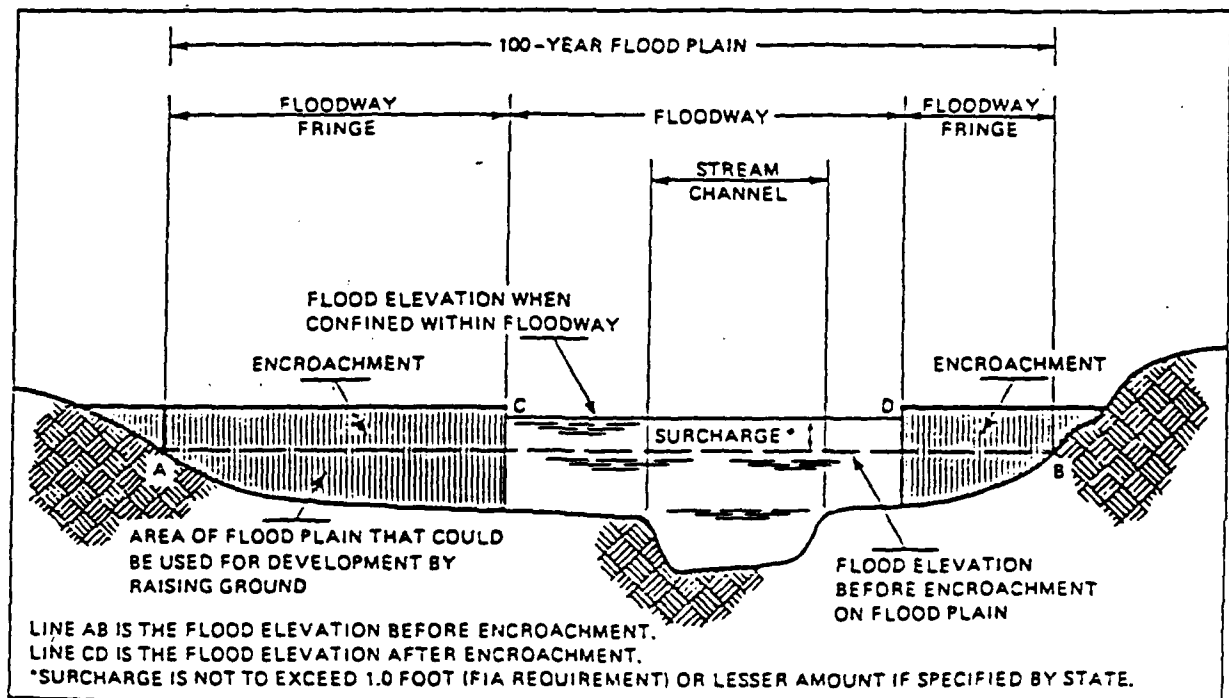 100-YEAR FLOOD PLAIN
FLOODWAY
FRINGE
FLOODWAY
FLOODWAY
FRINGE
STREAM
CHANNEL
FLOOD ELEVATION WHEN
CONFINED WITHIN FLOODWAY
ENCROACHMENT
ENCROACHMENT
C
D
SURCHARGE*
A
B
AREA OF FLOOD PLAIN THAT COULD
BE USED FOR DEVELOPMENT BY
RAISING GROUND
FLOOD ELEVATION
BEFORE ENCROACHMENT
ON FLOOD PLAIN
LINE AB IS THE FLOOD ELEVATION BEFORE ENCROACHMENT.
LINE CD IS THE FLOOD ELEVATION AFTER ENCROACHMENT.
*SURCHARGE IS NOT TO EXCEED 1.0 FOOT (FIA REQUIREMENT) OR LESSER AMOUNT IF SPECIFIED BY STATE.